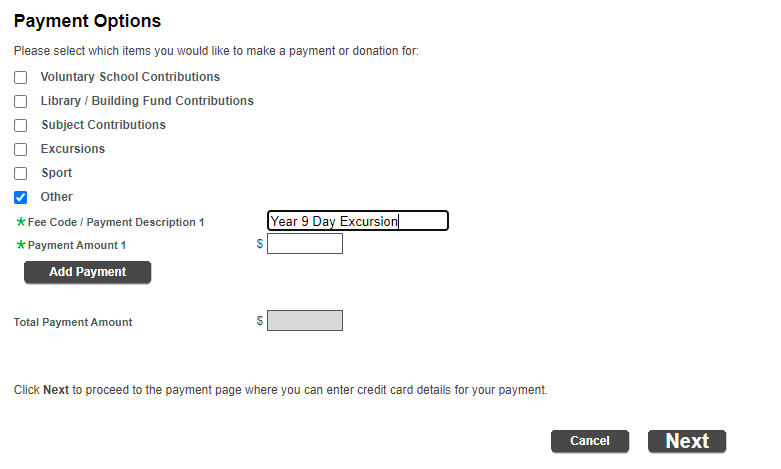 Payment Options
Please select which items you would like to make a payment or donation for:
Voluntary School Contributions
Library / Building Fund Contributions
Subject Contributions
Excursions
Sport
Other
* Fee Code / Payment Description 1 Year 9 Day Excursion
* Payment Amount 1 $
Add Payment
Total Payment Amount $
Click Next to proceed to the payment page where you can enter credit card details for your payment.
Cancel Next